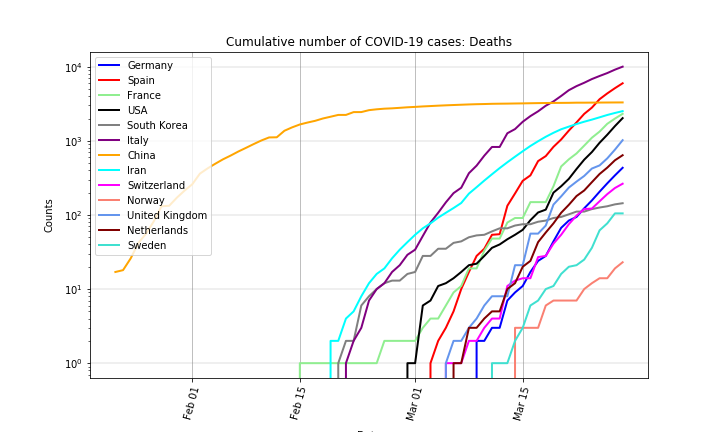 Cumulative number of COVID-19 cases: Deaths
Counts
10⁴
10³
10²
10¹
10⁰
Germany
Spain
France
USA
South Korea
Italy
China
Iran
Switzerland
Norway
United Kingdom
Netherlands
Sweden
Feb 01
Feb 15
Mar 01
Mar 15